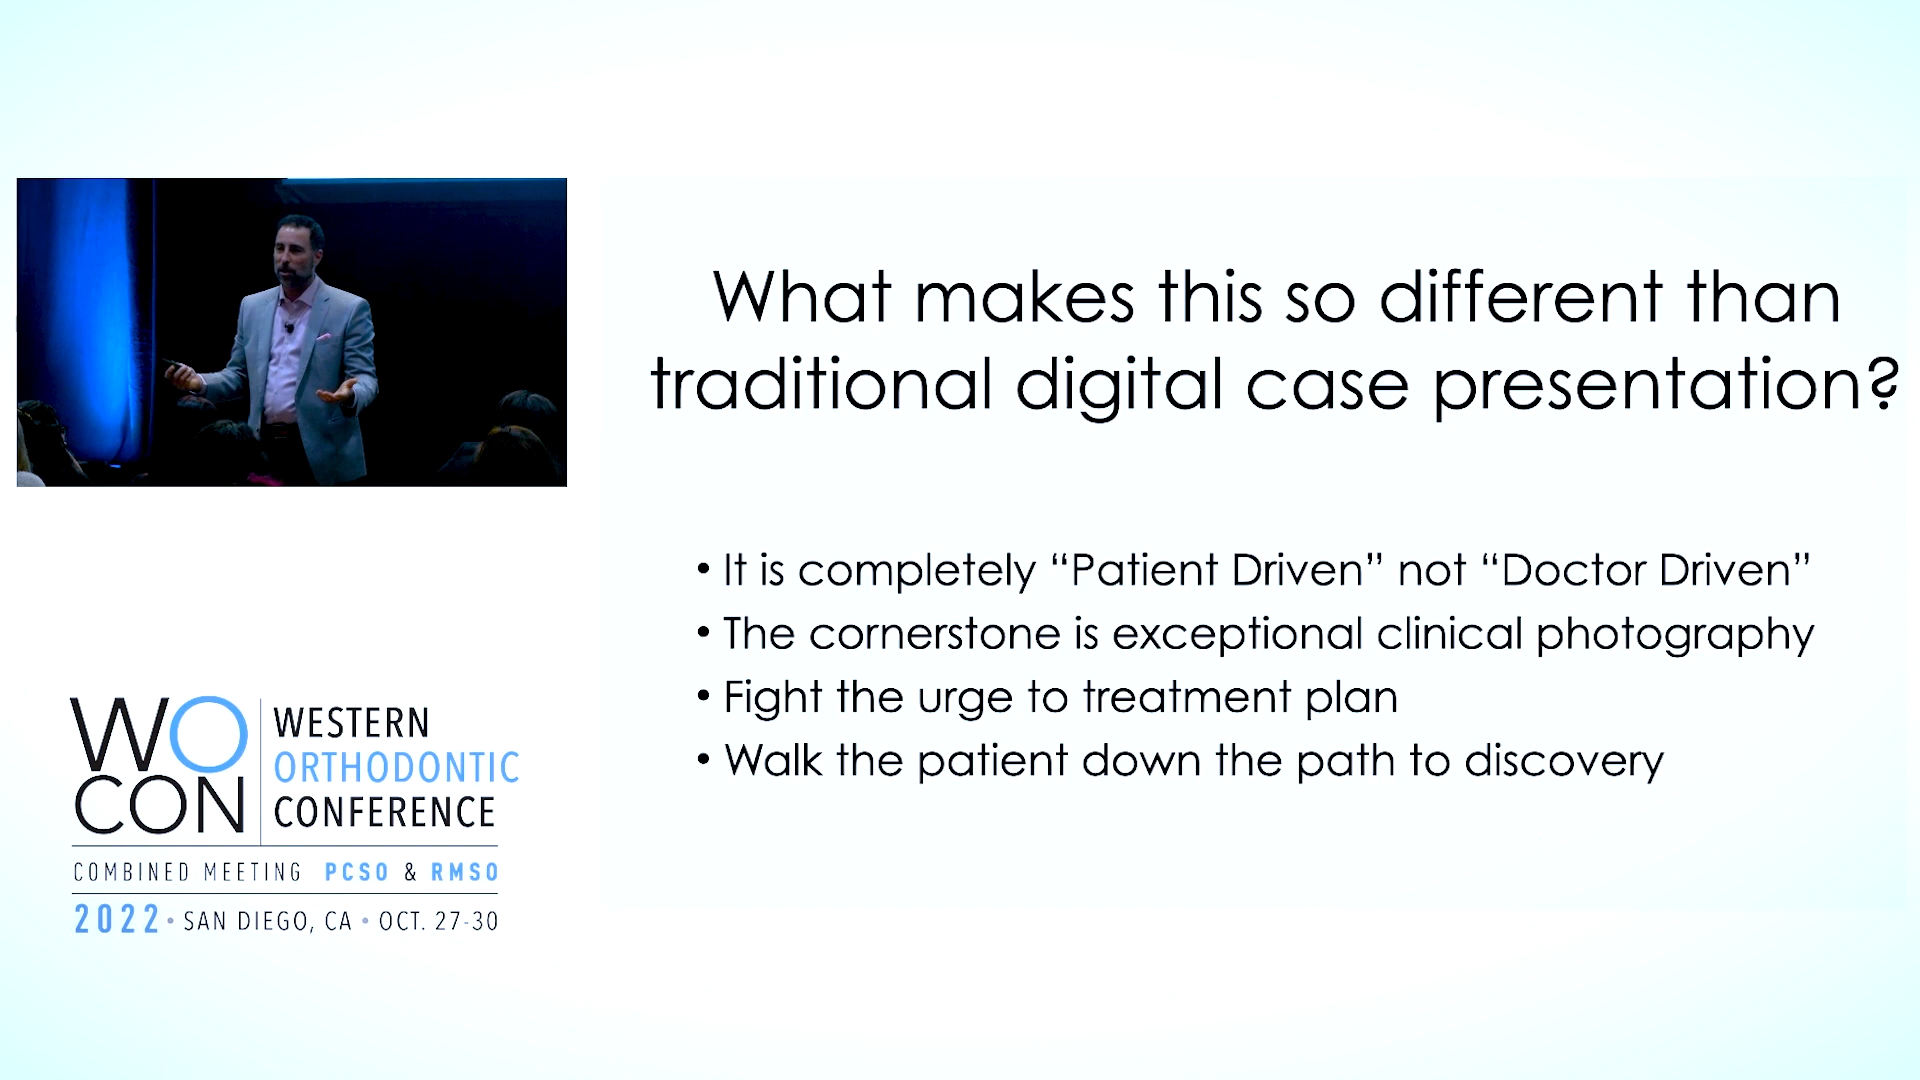 What makes this so different than
traditional digital case presentation?
• It is completely “Patient Driven” not “Doctor Driven”
• The cornerstone is exceptional clinical photography
• Fight the urge to treatment plan
• Walk the patient down the path to discovery
WO
CON
WESTERN
ORTHODONTIC
CONFERENCE
COMBINED MEETING PCSO & RMSO
2022 • SAN DIEGO, CA • OCT. 27-30